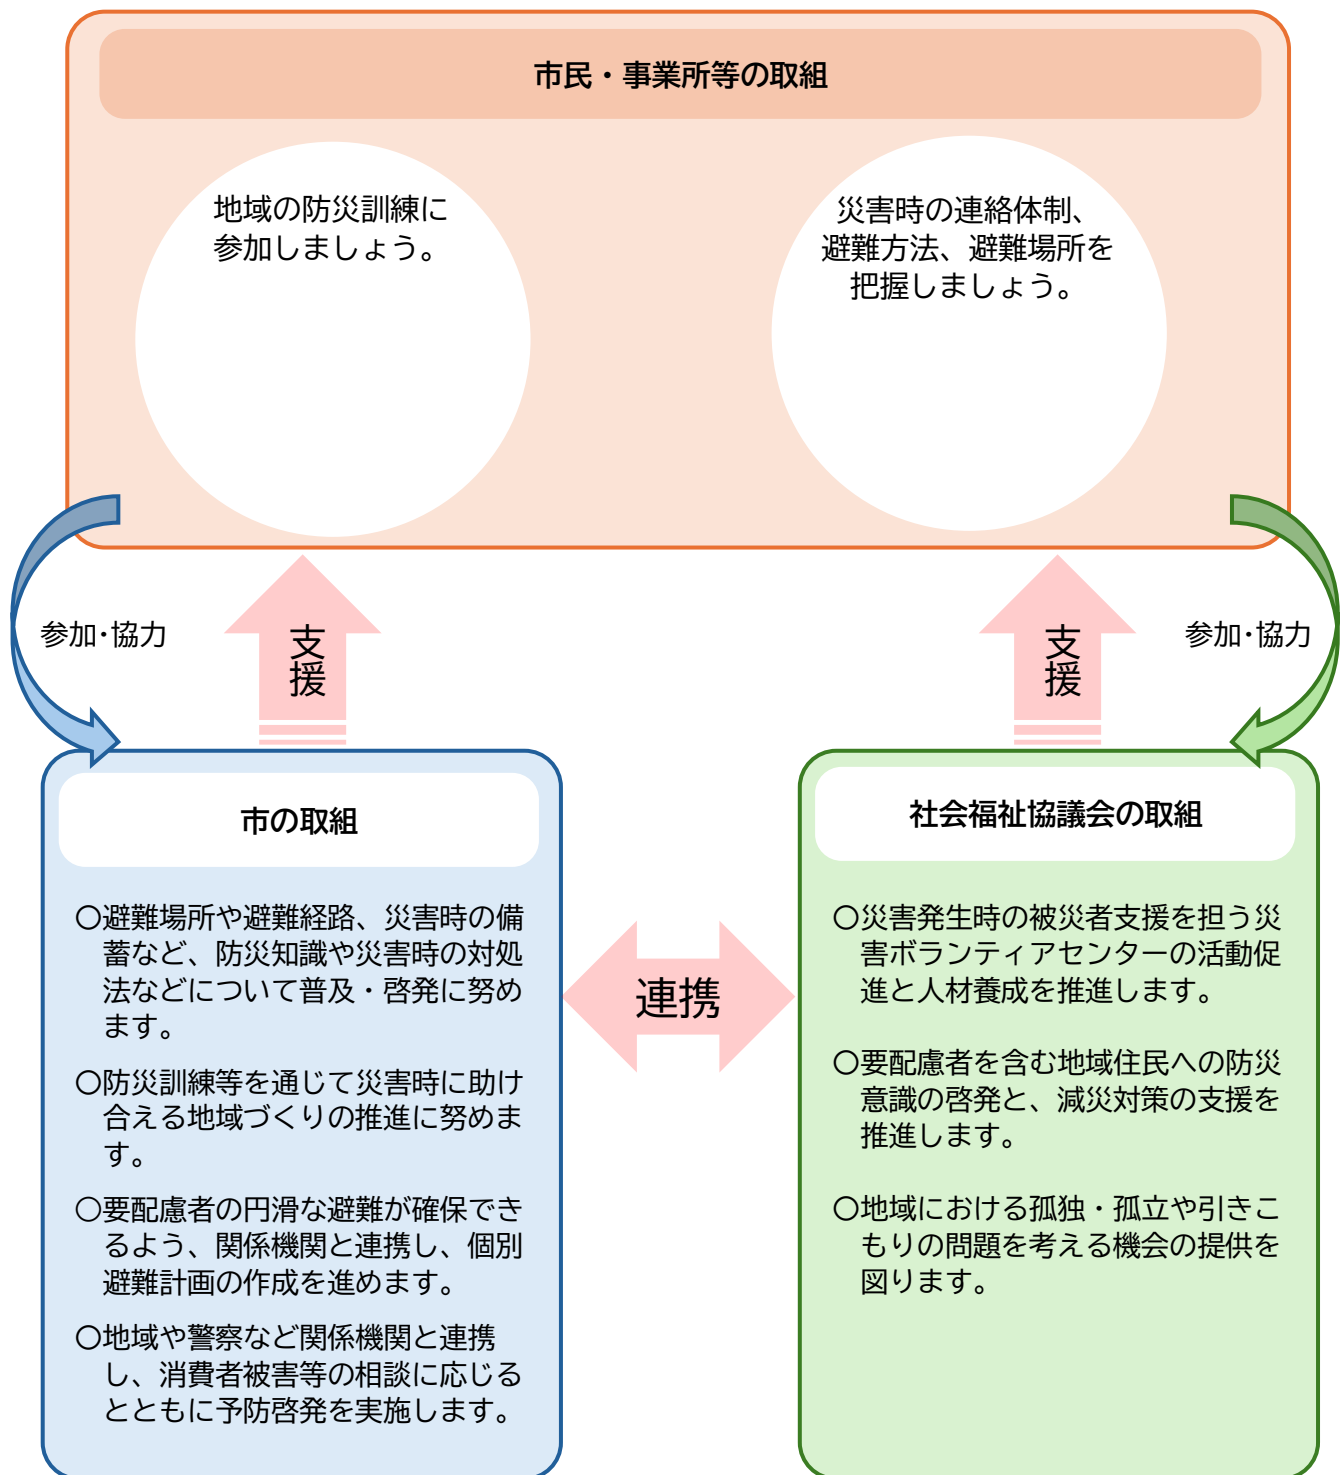 市民・事業所等の取組
地域の防災訓練に
参加しましょう。
災害時の連絡体制、
避難方法、避難場所を
把握しましょう。
参加・協力
支援
支援
参加・協力
市の取組
〇避難場所や避難経路、災害時の備
蓄など、防災知識や災害時の対処
法などについて普及・啓発に努め
ます。
〇防災訓練等を通じて災害時に助け
合える地域づくりの推進に努めま
す。
〇要配慮者の円滑な避難が確保でき
るよう、関係機関と連携し、個別
避難計画の作成を進めます。
〇地域や警察など関係機関と連携
し、消費者被害等の相談に応じる
とともに予防啓発を実施します。
連携
社会福祉協議会の取組
〇災害発生時の被災者支援を担う災
害ボランティアセンターの活動促
進と人材養成を推進します。
〇要配慮者を含む地域住民への防災
意識の啓発と、減災対策の支援を
推進します。
〇地域における孤独・孤立や引きこ
もりの問題を考える機会の提供を
図ります。